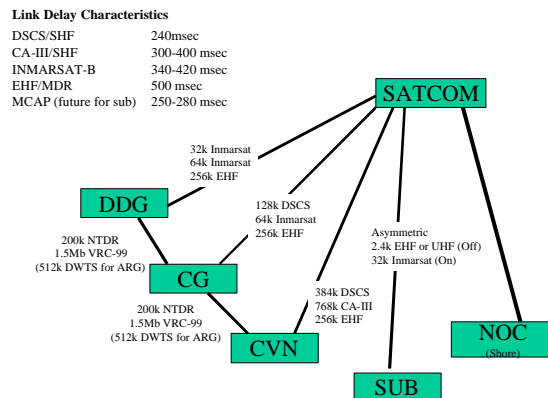 Link Delay Characteristics
DSCS/SHF 240msec
CA-III/SHF 300-400 msec
INMARSAT-B 340-420 msec
EHF/MDR 500 msec
MCAP (future for sub) 250-280 msec
SATCOM
32k Inmarsat
64k Inmarsat
256k EHF
DDG
128k DSCS
64k Inmarsat
256k EHF
Asymmetric
2.4k EHF or UHF (Off)
32k Inmarsat (On)
200k NTDR
1.5Mb VRC-99
(512k DWTS for ARG)
CG
384k DSCS
768k CA-III
256k EHF
200k NTDR
1.5Mb VRC-99
(512k DWTS for ARG)
CVN
NOC
(Shore)
SUB